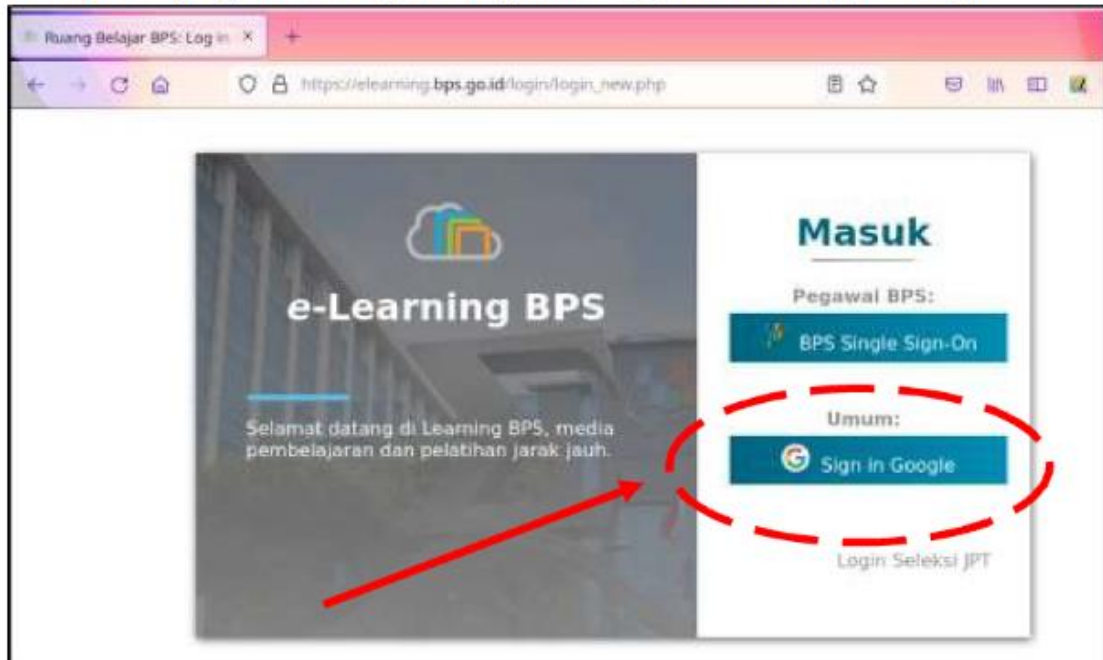 Ruang Belajar BPS: Log in
https://elearning.bps.go.id/login/login_new.php
e-Learning BPS
Selamat datang di Learning BPS, media
pembelajaran dan pelatihan jarak jauh.
Masuk
Pegawai BPS:
BPS Single Sign-On
Umum:
Sign in Google
Login Seleksi JPT